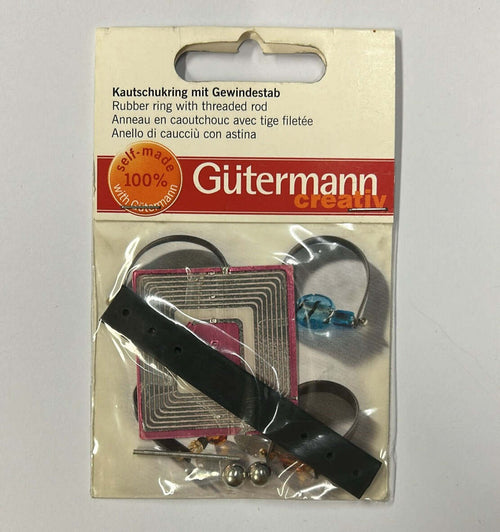 Kautschukring mit Gewindestab
Rubber ring with threaded rod
Anneau en caoutchouc avec tige filetée
Anello di caucciù con astina
self-made
100%
with Gütermann
Gütermann
creativ